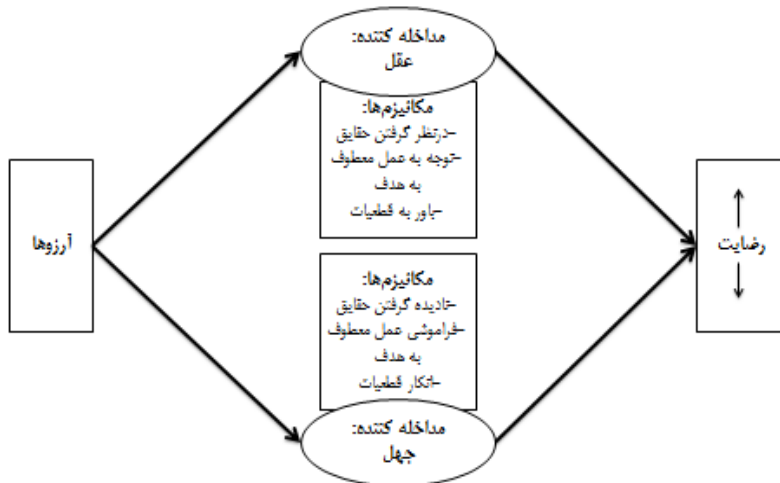 مداخله کننده:
عقل
مکانیزم‌ها:
-درنظر گرفتن حقایق
-توجه به عمل معطوف
به هدف
-باور به قطعیات
آرزوها
رضایت
مکانیزم‌ها:
-نادیده گرفتن حقایق
-فراموشی عمل معطوف
به هدف
-انکار قطعیات
مداخله کننده:
جهل